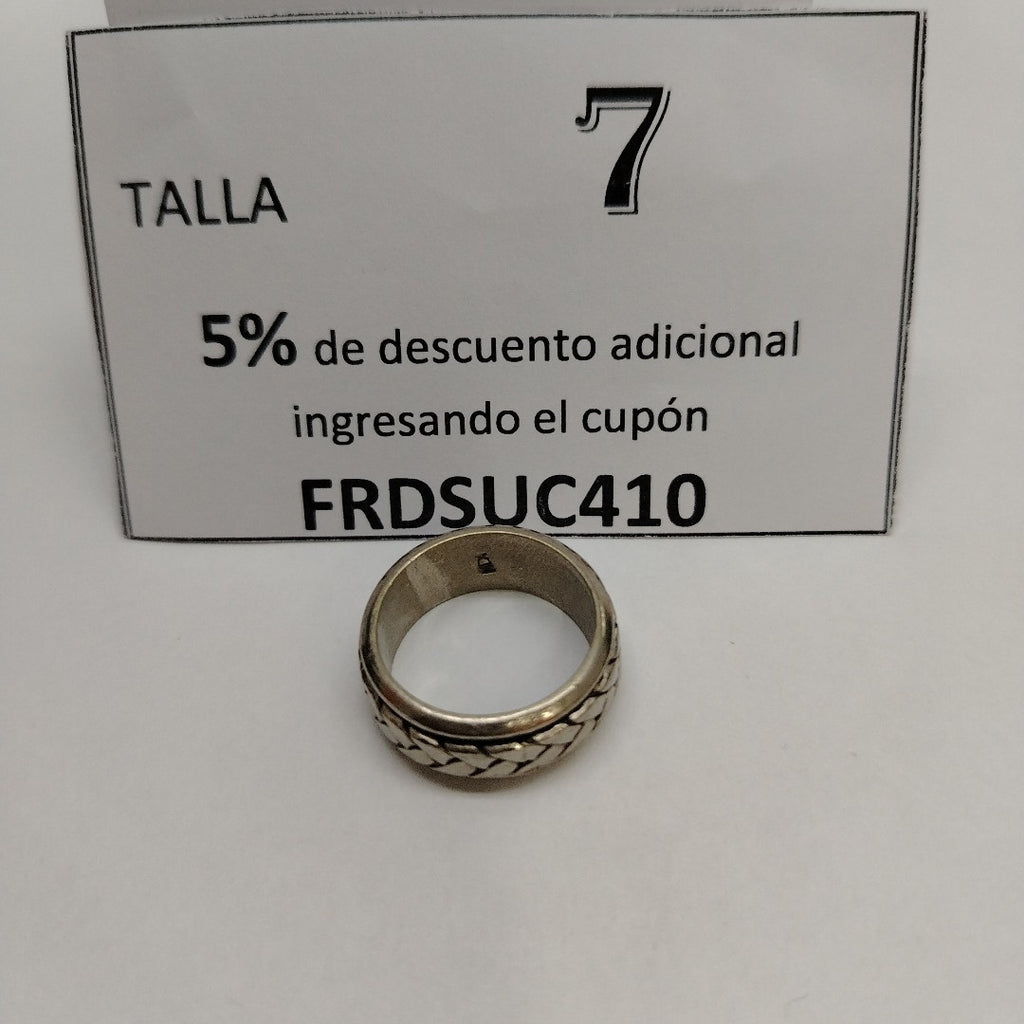 TALLA 7
5% de descuento adicional
ingresando el cupón
FRDSUC410